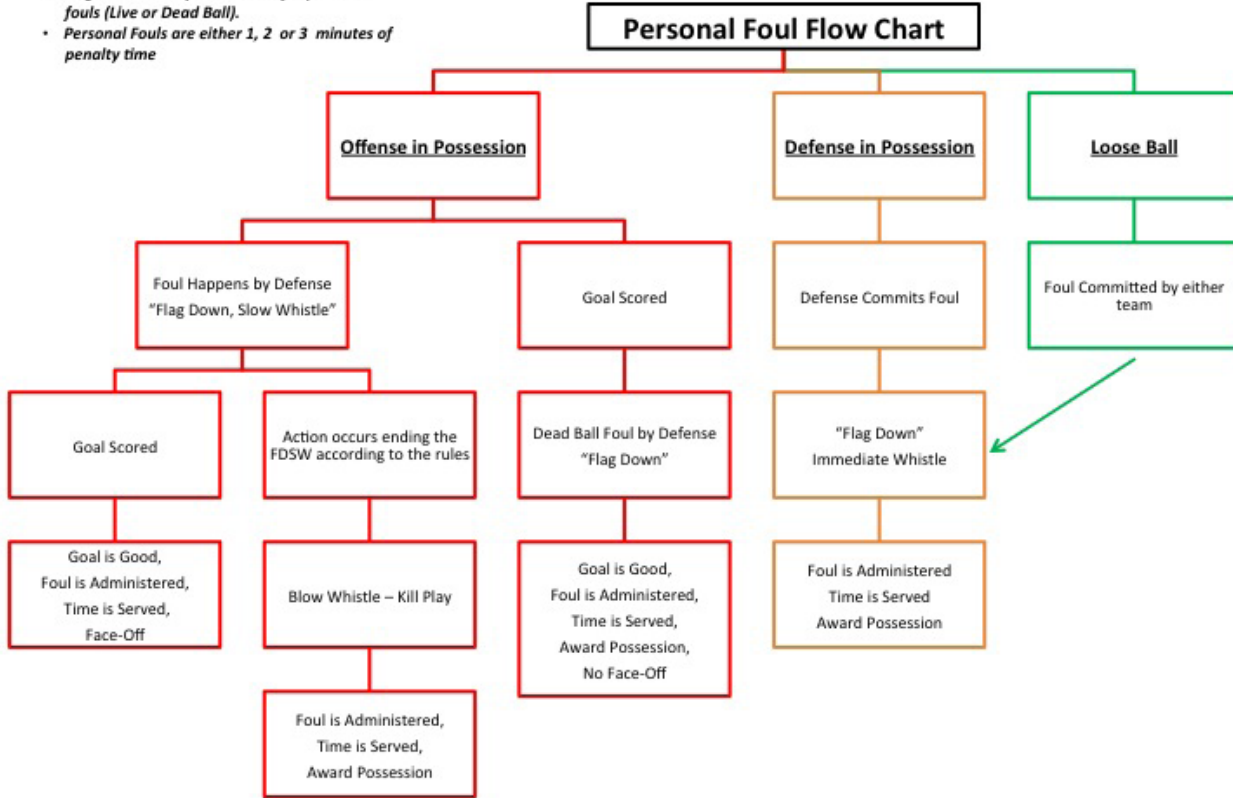 fouls (Live or Dead Ball).
• Personal Fouls are either 1, 2 or 3 minutes of
penalty time
Personal Foul Flow Chart
Offense in Possession
Defense in Possession
Loose Ball
Foul Happens by Defense
“Flag Down, Slow Whistle”
Goal Scored
Defense Commits Foul
Foul Committed by either
team
Goal Scored
Action occurs ending the
FDSW according to the rules
Dead Ball Foul by Defense
“Flag Down”
“Flag Down”
Immediate Whistle
Goal is Good,
Foul is Administered,
Time is Served,
Face-Off
Blow Whistle – Kill Play
Goal is Good,
Foul is Administered,
Time is Served,
Award Possession,
No Face-Off
Foul is Administered
Time is Served
Award Possession
Foul is Administered,
Time is Served,
Award Possession